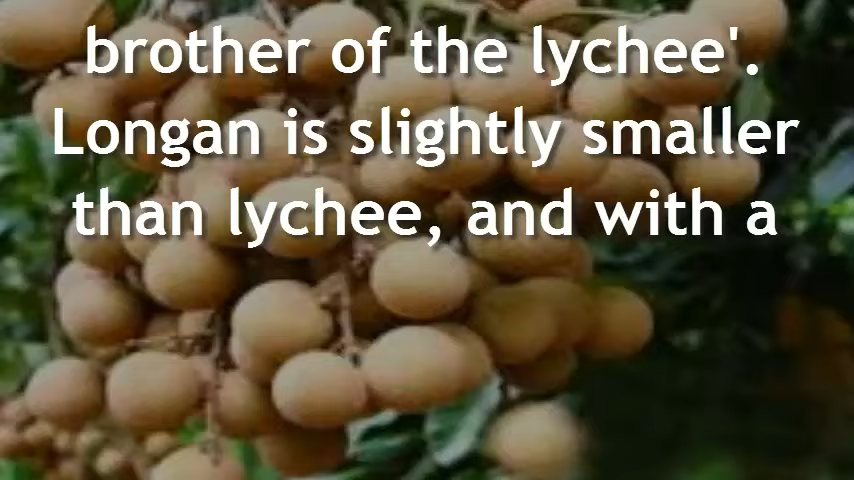 brother of the lychee'.
Longan is slightly smaller
than lychee, and with a